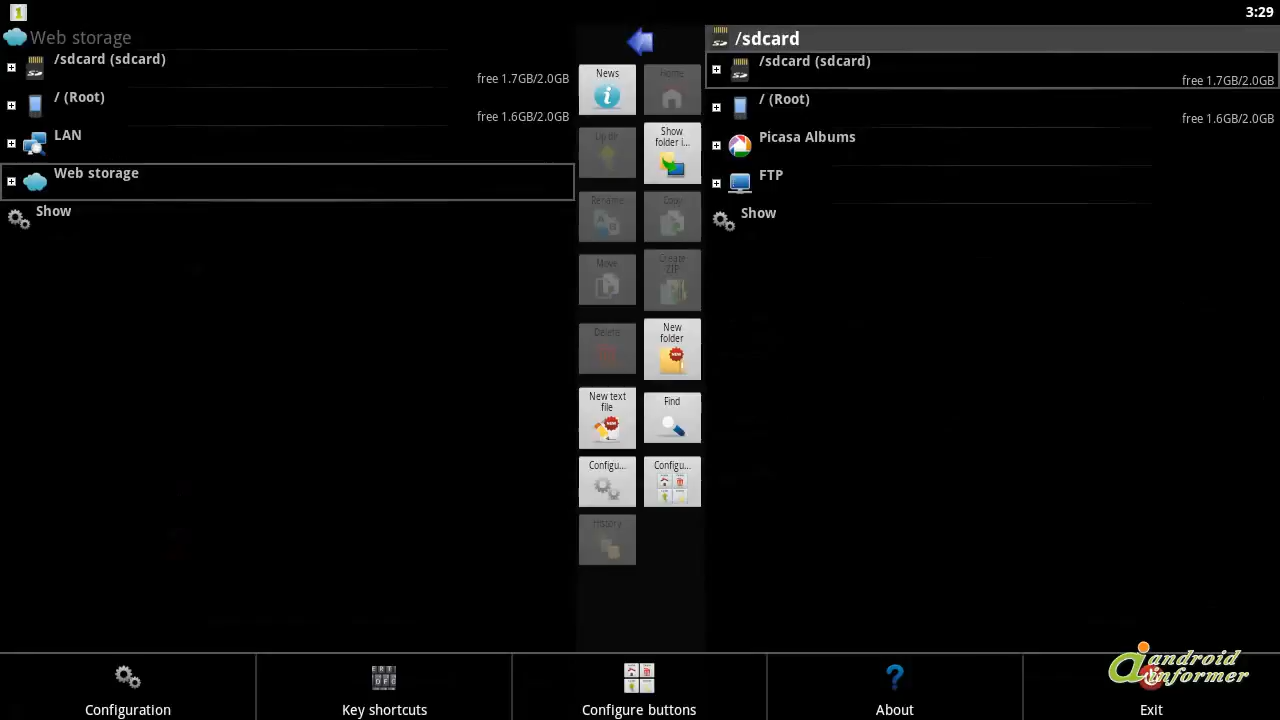 1
3:29
Web storage
/sdcard (sdcard)
free 1.7GB/2.0GB
/ (Root)
free 1.6GB/2.0GB
LAN
Web storage
Show
News
Home
Up dir
Show
folder i...
Rename
Copy
Move
Create
ZIP
Delete
New
folder
New text
file
Find
Configu...
Configu...
History
/sdcard
/sdcard (sdcard)
free 1.7GB/2.0GB
/ (Root)
free 1.6GB/2.0GB
Picasa Albums
FTP
Show
Configuration
Key shortcuts
Configure buttons
About
Exit
android
informer